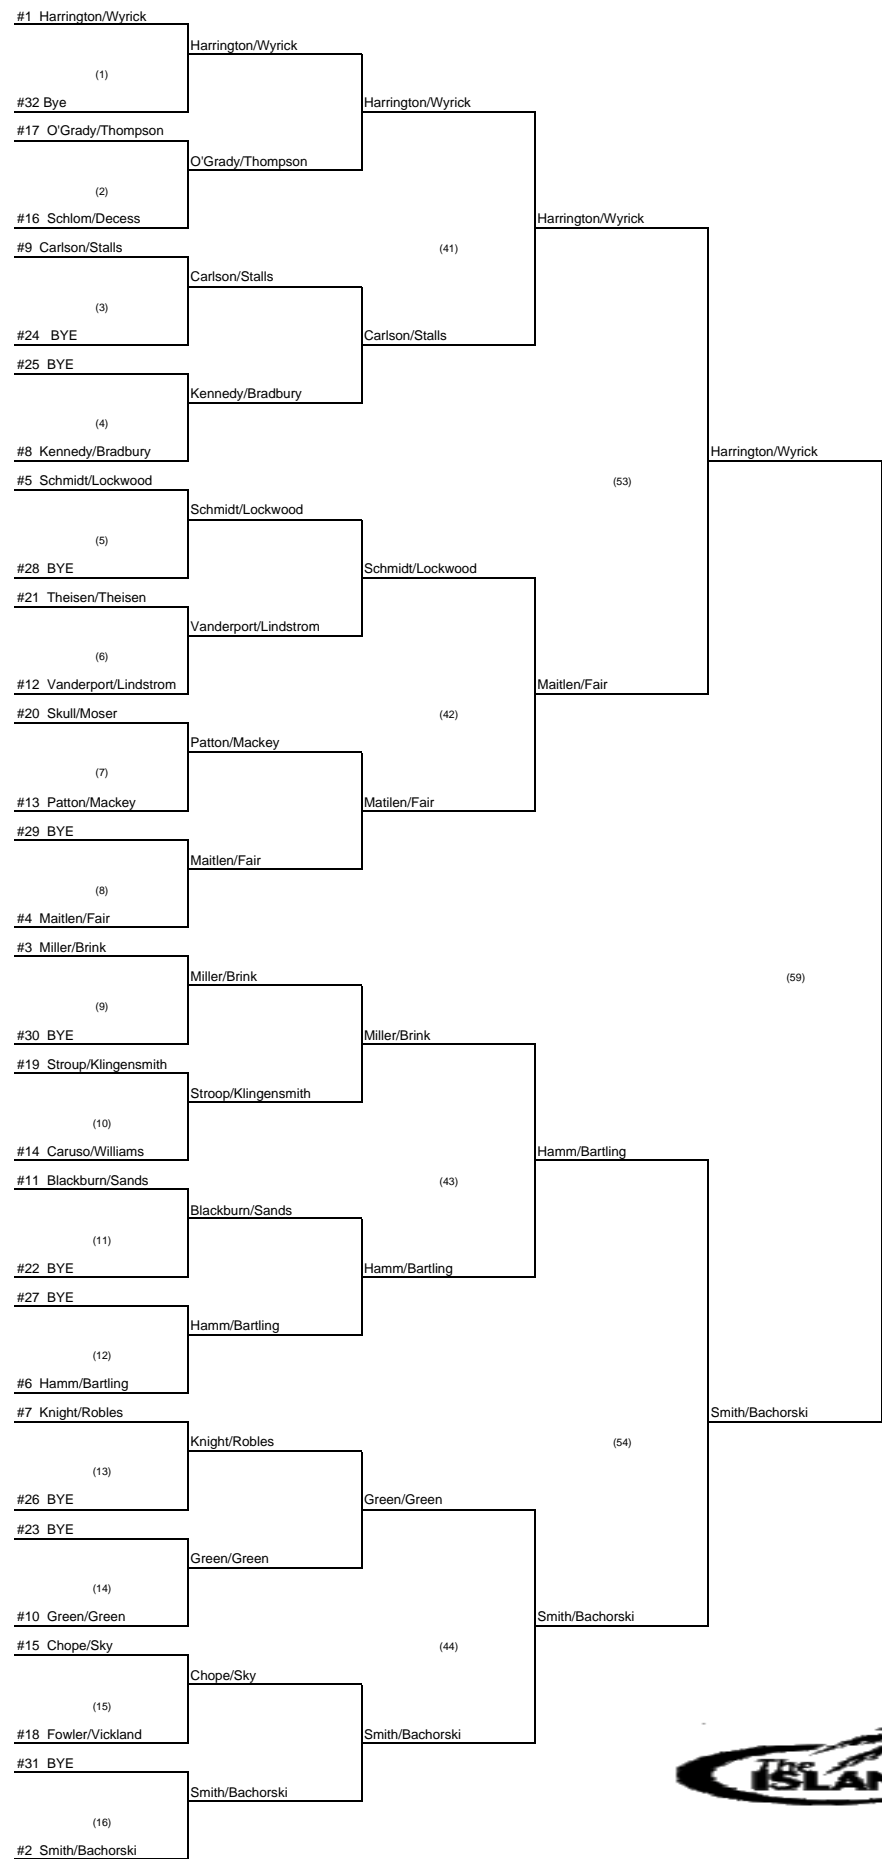 #1 Harrington/Wyrick
Harrington/Wyrick
(1)
#32 Bye
Harrington/Wyrick
#17 O'Grady/Thompson
O'Grady/Thompson
(2)
#16 Schlom/Decess
Harrington/Wyrick
#9 Carlson/Stalls
(41)
Carlson/Stalls
(3)
#24 BYE
Carlson/Stalls
#25 BYE
Kennedy/Bradbury
(4)
#8 Kennedy/Bradbury
Harrington/Wyrick
#5 Schmidt/Lockwood
(53)
Schmidt/Lockwood
(5)
#28 BYE
Schmidt/Lockwood
#21 Theisen/Theisen
Vanderport/Lindstrom
(6)
#12 Vanderport/Lindstrom
Maitlen/Fair
#20 Skull/Moser
(42)
Patton/Mackey
(7)
#13 Patton/Mackey
Matilen/Fair
#29 BYE
Maitlen/Fair
(8)
#4 Maitlen/Fair
#3 Miller/Brink
Miller/Brink
(59)
(9)
#30 BYE
Miller/Brink
#19 Stroup/Klingensmith
Stroop/Klingensmith
(10)
#14 Caruso/Williams
Hamm/Bartling
#11 Blackburn/Sands
(43)
Blackburn/Sands
(11)
#22 BYE
Hamm/Bartling
#27 BYE
Hamm/Bartling
(12)
#6 Hamm/Bartling
#7 Knight/Robles
Smith/Bachorski
Knight/Robles
(54)
(13)
#26 BYE
Green/Green
#23 BYE
Green/Green
(14)
#10 Green/Green
Smith/Bachorski
#15 Chope/Sky
(44)
Chope/Sky
(15)
#18 Fowler/Vickland
Smith/Bachorski
#31 BYE
The
Smith/Bachorski
ISLAN
(16)
#2 Smith/Bachorski